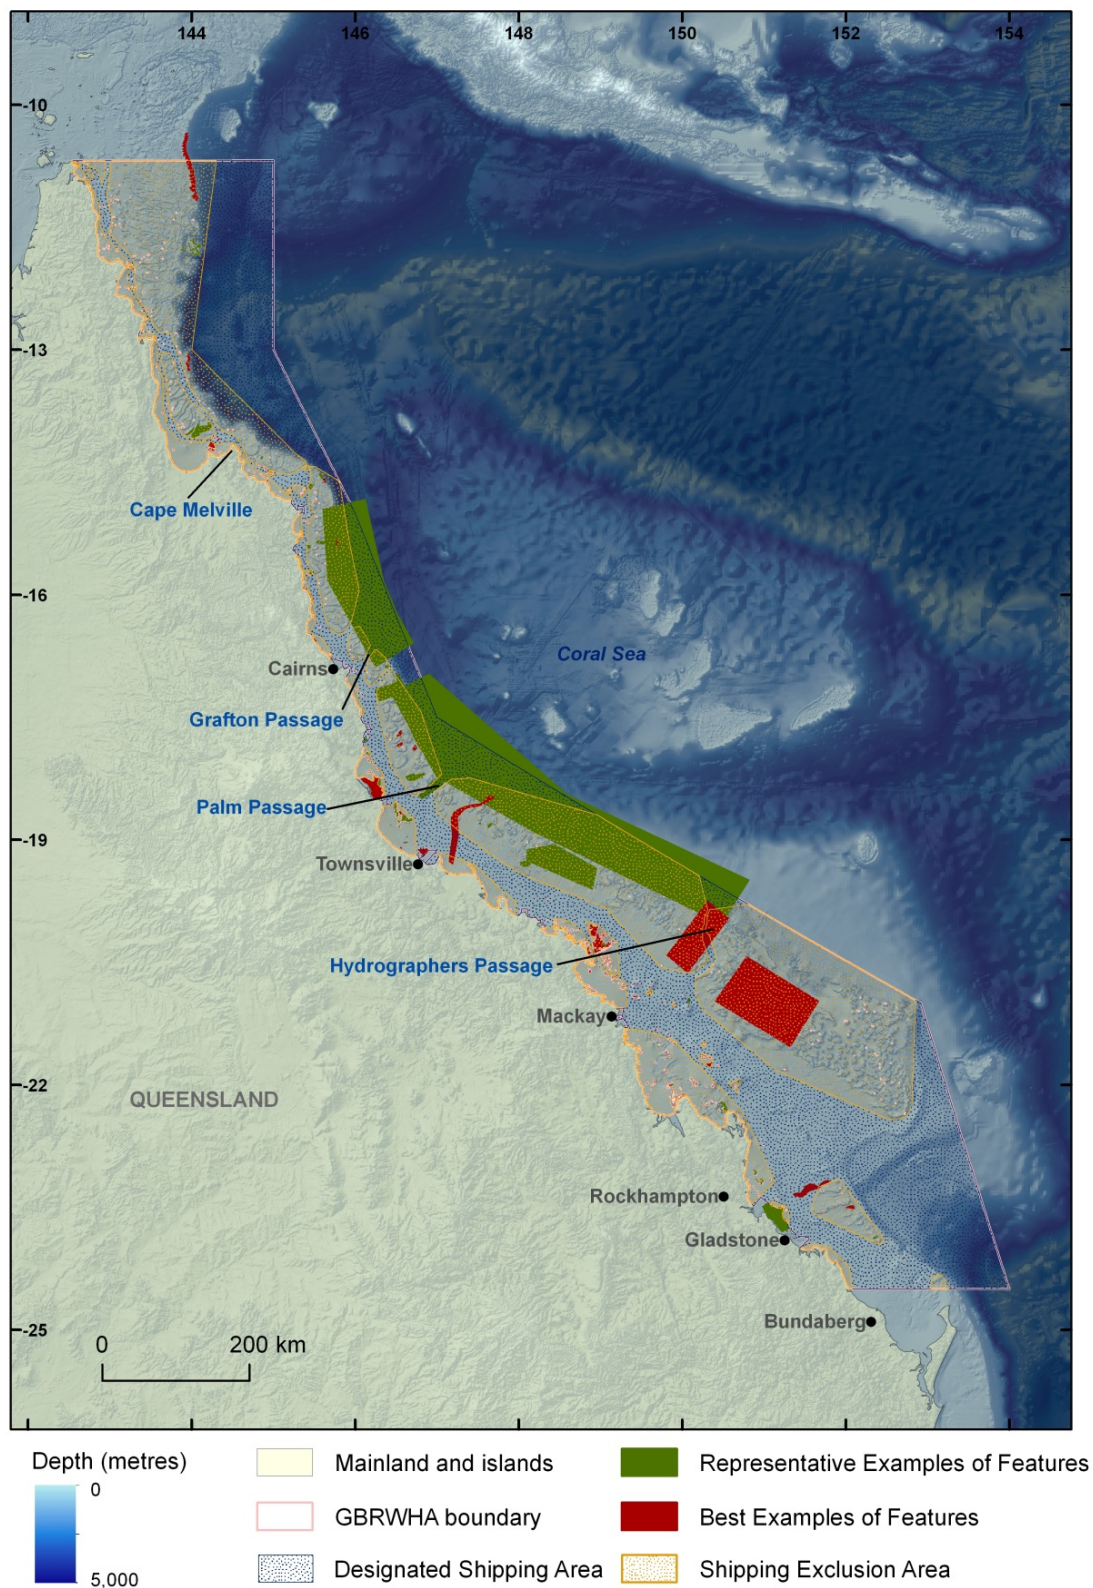 144 146 148 150 152 154
-10
-13
Cape Melville
-16
Coral Sea
Cairns
Grafton Passage
Palm Passage
-19
Townsville
Hydrographers Passage
Mackay
-22
QUEENSLAND
Rockhampton
Gladstone
Bundaberg
-25
0 200 km
Depth (metres)
0
5,000
Mainland and islands
GBRWHA boundary
Designated Shipping Area
Representative Examples of Features
Best Examples of Features
Shipping Exclusion Area